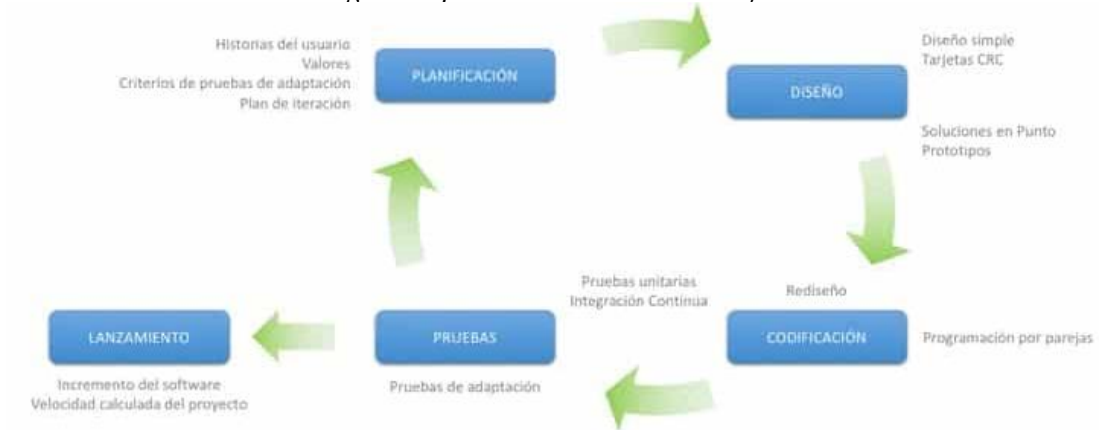 Historias del usuario
Valores
Criterios de pruebas de adaptación
Plan de iteración
PLANIFICACIÓN
Diseño simple
Tarjetas CRC
DISEÑO
Soluciones en Punto
Prototipos
Pruebas unitarias
Integración Continua
Rediseño
LANZAMIENTO
PRUEBAS
CODIFICACIÓN
Programación por parejas
Incremento del software
Velocidad calculada del proyecto
Pruebas de adaptación